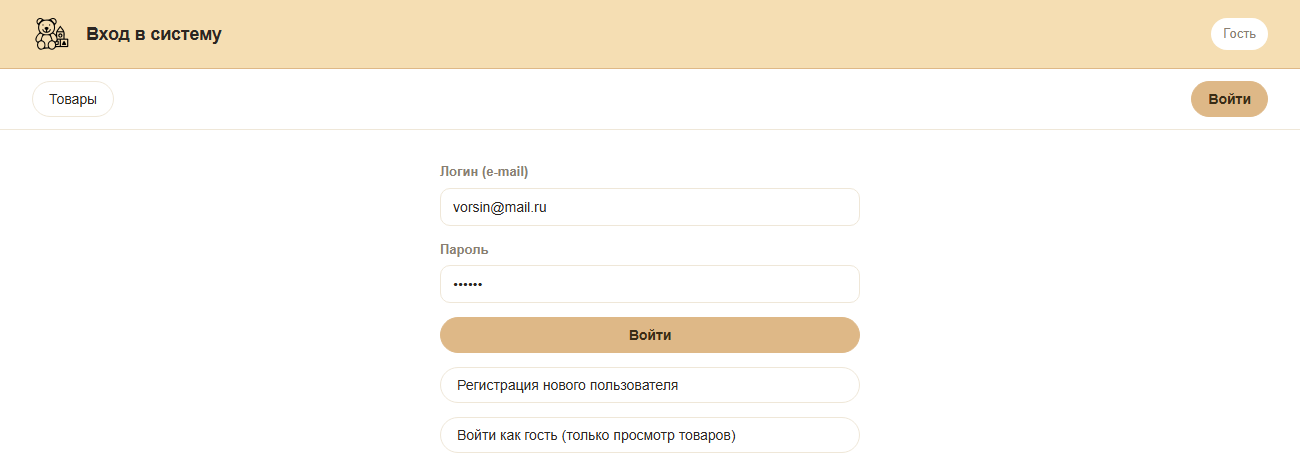 Вход в систему
Гость
Товары
Войти
Логин (e-mail)
vorsin@mail.ru
Пароль
••••••
Войти
Регистрация нового пользователя
Войти как гость (только просмотр товаров)